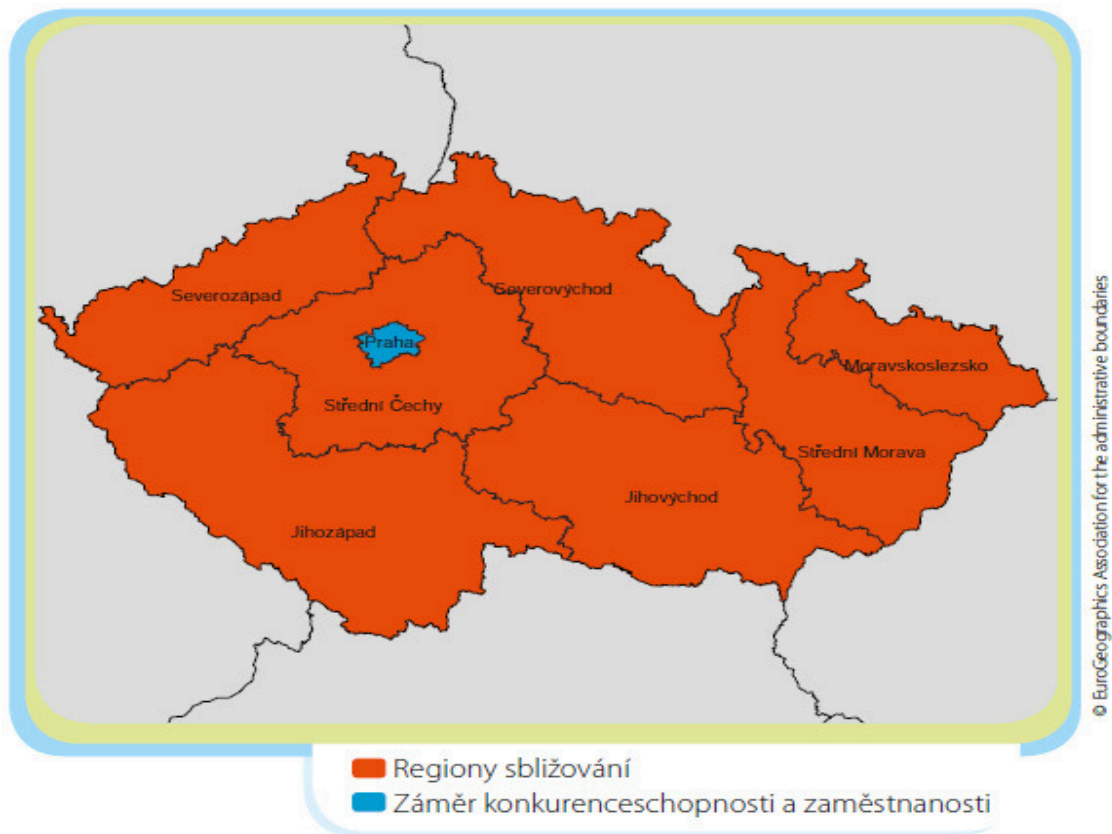 Severozápad
Severovýchod
Praha
Moravskoslezsko
Střední Čechy
Střední Morava
Jihovýchod
Jihozápad
© EuroGeographics Association for the administrative boundaries
Regiony sbližování
Záměr konkurenceschopnosti a zaměstnanosti